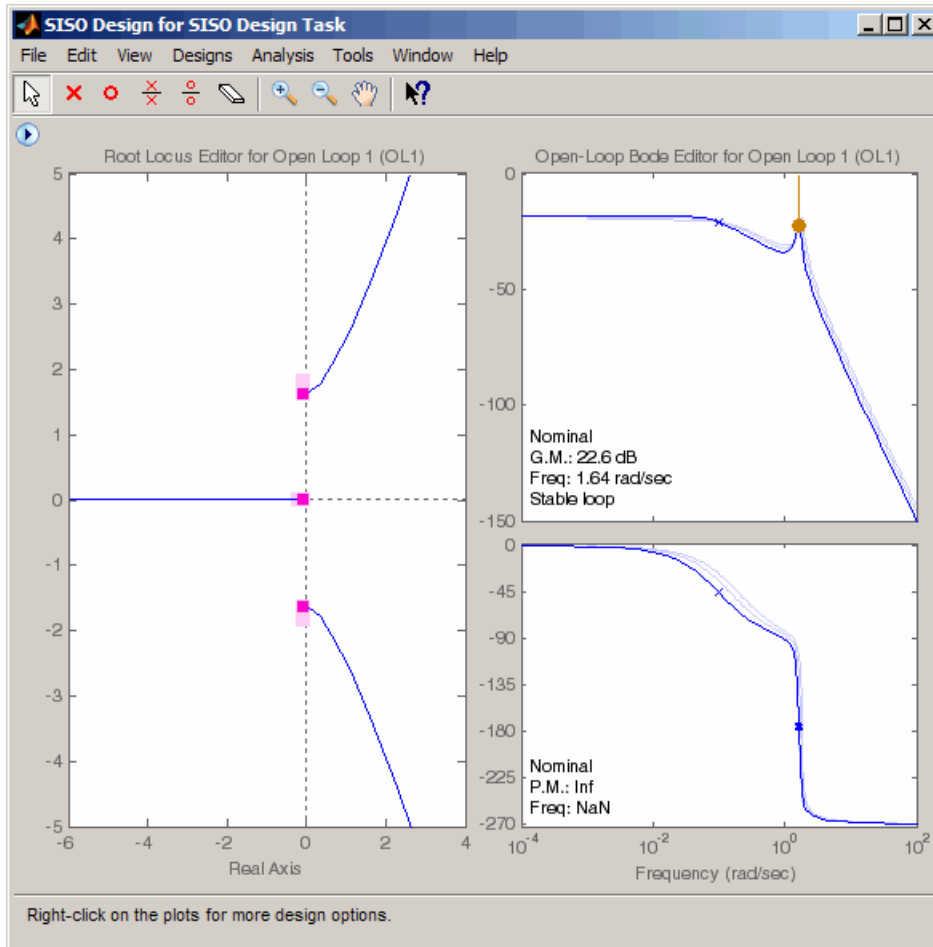 SISO Design for SISO Design Task
File Edit View Designs Analysis Tools Window Help
Root Locus Editor for Open Loop 1 (OL1)
5
4
3
2
1
0
-1
-2
-3
-4
-5
-6 -4 -2 0 2 4
Real Axis
Open-Loop Bode Editor for Open Loop 1 (OL1)
0
-50
-100
-150
Nominal
G.M.: 22.6 dB
Freq: 1.64 rad/sec
Stable loop
0
-45
-90
-135
-180
-225
-270
Nominal
P.M.: Inf
Freq: NaN
10^-4 10^-2 10^0 10^2
Frequency (rad/sec)
Right-click on the plots for more design options.